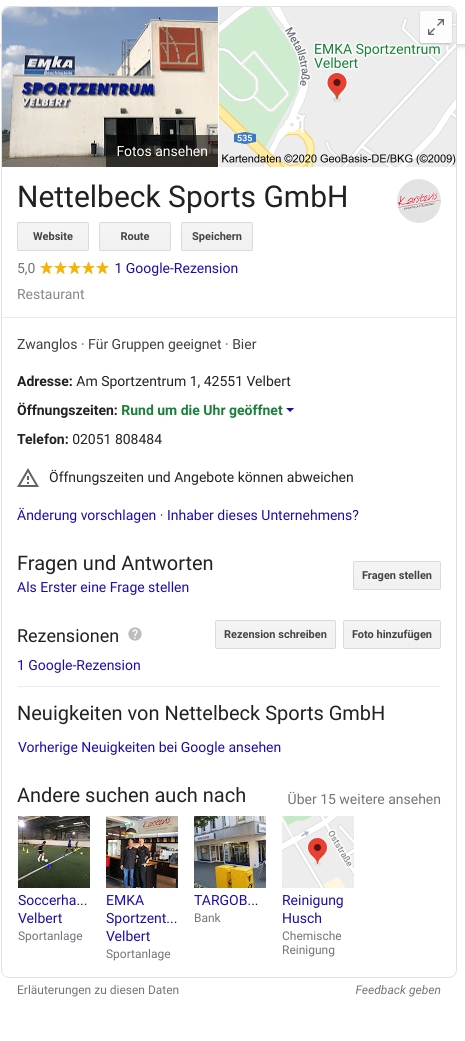 EMKA
SPORTZENTRUM
VELBERT
Fotos ansehen
Metallstraße
EMKA Sportzentrum
Velbert
535
Kartendaten ©2020 GeoBasis-DE/BKG (©2009)
Nettelbeck Sports GmbH
Karsten's
Website
Route
Speichern
5,0 ★★★★★ 1 Google-Rezension
Restaurant
Zwanglos · Für Gruppen geeignet · Bier
Adresse: Am Sportzentrum 1, 42551 Velbert
Öffnungszeiten: Rund um die Uhr geöffnet
Telefon: 02051 808484
Öffnungszeiten und Angebote können abweichen
Änderung vorschlagen · Inhaber dieses Unternehmens?
Fragen und Antworten
Als Erster eine Frage stellen
Fragen stellen
Rezensionen ?
Rezension schreiben
Foto hinzufügen
1 Google-Rezension
Neuigkeiten von Nettelbeck Sports GmbH
Vorherige Neuigkeiten bei Google ansehen
Andere suchen auch nach
Über 15 weitere ansehen
Oststraße
Soccerha...
Velbert
Sportanlage
EMKA
Sportzent...
Velbert
Sportanlage
TARGOB...
Bank
Reinigung
Husch
Chemische
Reinigung
Erläuterungen zu diesen Daten
Feedback geben